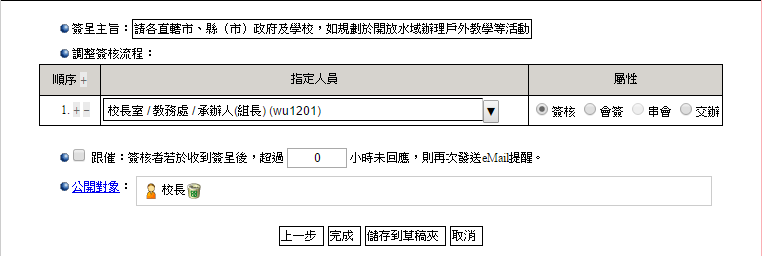 簽呈主旨：請各直轄市、縣（市）政府及學校，如規劃於開放水域辦理戶外教學等活動
調整簽核流程：
順序 + 指定人員 屬性
1. + − 校長室 / 教務處 / 承辦人(組長) (wu1201) ▼ 簽核 會簽 串會 交辦
跟催：簽核者若於收到簽呈後，超過 0 小時未回應，則再次發送eMail提醒。
公開對象： 校長
上一步 完成 儲存到草稿夾 取消